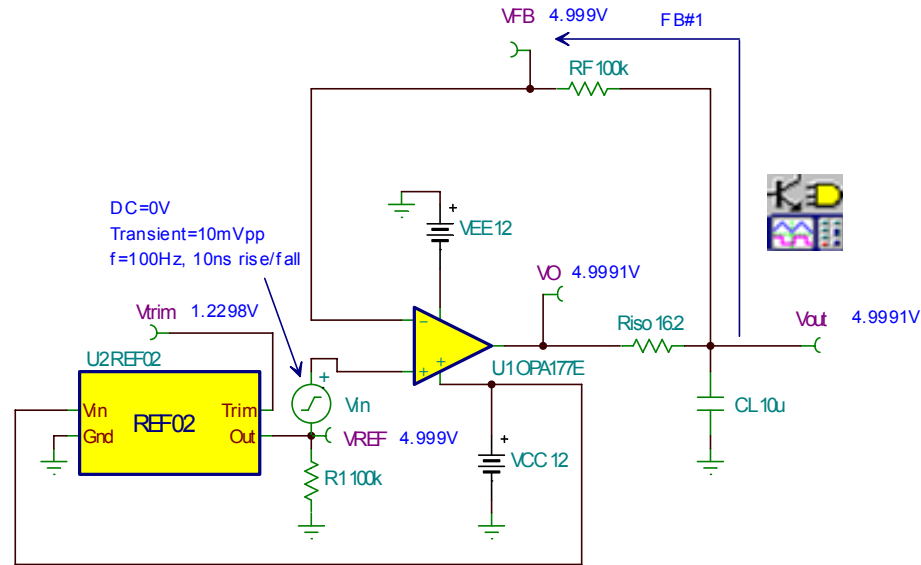 VFB 4.999V
FB#1
RF 100k
DC=0V
Transient=10mVpp
f=100Hz, 10ns rise/fall
+
VEE 12
VO 4.9991V
Vtrim 1.2298V
Riso 16.2
Vout 4.9991V
U2 REF02
−
+
+
U1 OPA177E
Vin
REF02
Trim
Gnd
Out
+
Vin
VREF 4.999V
CL 10u
+
VCC 12
R1 100k